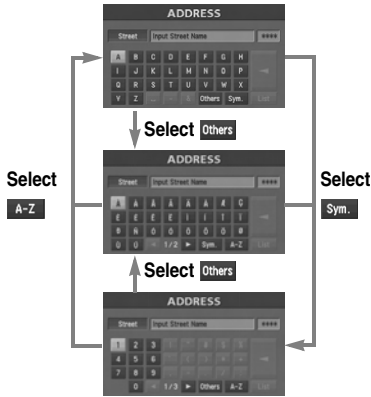 ADDRESS
Street Input Street Name ****
A B C D E F G H
I J K L M N O P
Q R S T U V W X
Y Z Others Sym. List
Select Others
ADDRESS
Select
A-Z
Select
Sym.
Street Input Street Name ****
1/2 Sym. A-Z List
Select Others
ADDRESS
Street Input Street Name ****
1 2 3
4 5 6
7 8 9
0 1/3 Others A-Z List